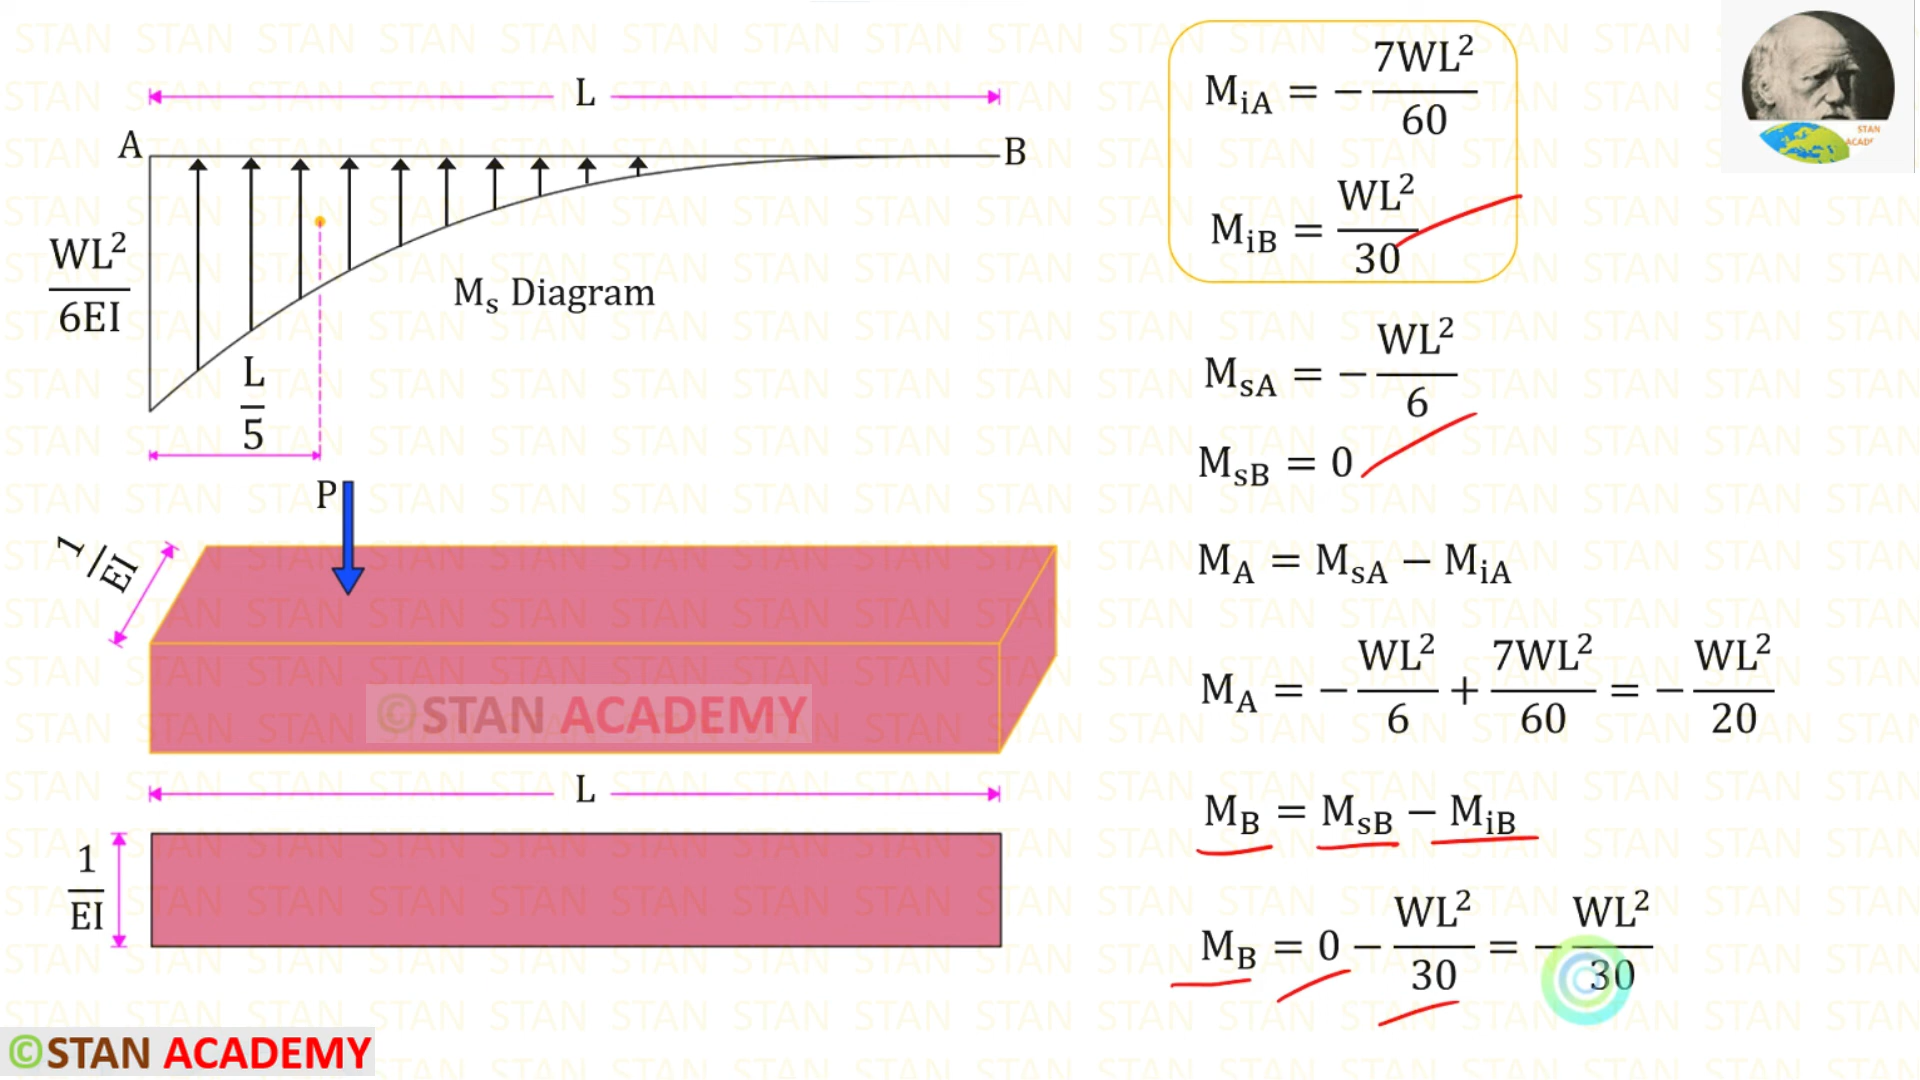 L
A
B
WL²
6EI
Mₛ Diagram
L
5
P
1/EI
L
1
EI
©STAN ACADEMY
©STAN ACADEMY
M_iA = −7WL²/60
M_iB = WL²/30
M_sA = −WL²/6
M_sB = 0
M_A = M_sA − M_iA
M_A = −WL²/6 + 7WL²/60 = −WL²/20
M_B = M_sB − M_iB
M_B = 0 − WL²/30 = −WL²/30
STAN